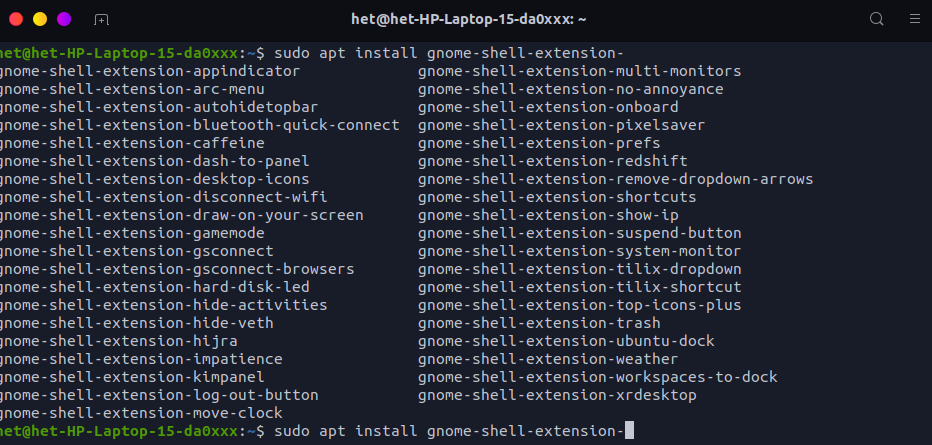 het@het-HP-Laptop-15-da0xxx: ~
het@het-HP-Laptop-15-da0xxx:~$ sudo apt install gnome-shell-extension-
gnome-shell-extension-appindicator gnome-shell-extension-multi-monitors
gnome-shell-extension-arc-menu gnome-shell-extension-no-annoyance
gnome-shell-extension-autohidetopbar gnome-shell-extension-onboard
gnome-shell-extension-bluetooth-quick-connect gnome-shell-extension-pixelsaver
gnome-shell-extension-caffeine gnome-shell-extension-prefs
gnome-shell-extension-dash-to-panel gnome-shell-extension-redshift
gnome-shell-extension-desktop-icons gnome-shell-extension-remove-dropdown-arrows
gnome-shell-extension-disconnect-wifi gnome-shell-extension-shortcuts
gnome-shell-extension-draw-on-your-screen gnome-shell-extension-show-ip
gnome-shell-extension-gamemode gnome-shell-extension-suspend-button
gnome-shell-extension-gsconnect gnome-shell-extension-system-monitor
gnome-shell-extension-gsconnect-browsers gnome-shell-extension-tilix-dropdown
gnome-shell-extension-hard-disk-led gnome-shell-extension-tilix-shortcut
gnome-shell-extension-hide-activities gnome-shell-extension-top-icons-plus
gnome-shell-extension-hide-veth gnome-shell-extension-trash
gnome-shell-extension-hijra gnome-shell-extension-ubuntu-dock
gnome-shell-extension-impatience gnome-shell-extension-weather
gnome-shell-extension-kimpanel gnome-shell-extension-workspaces-to-dock
gnome-shell-extension-log-out-button gnome-shell-extension-xrdesktop
gnome-shell-extension-move-clock
het@het-HP-Laptop-15-da0xxx:~$ sudo apt install gnome-shell-extension-